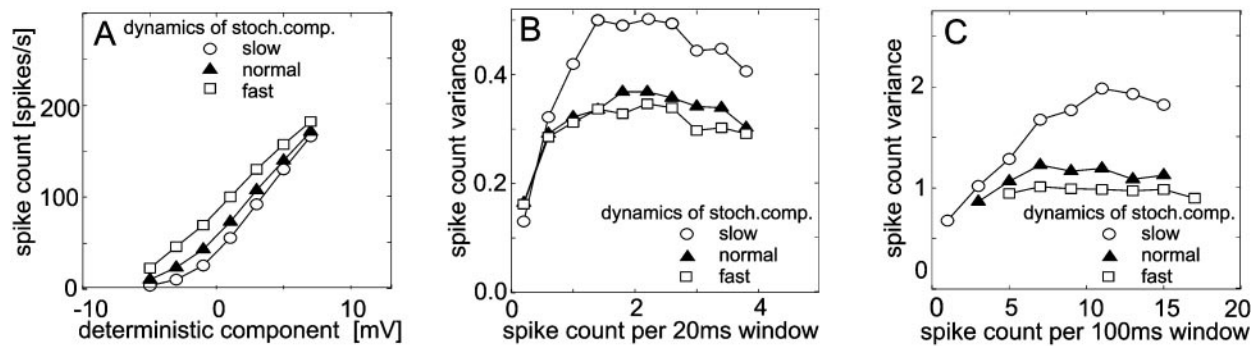 A
dynamics of stoch.comp.
slow
normal
fast
spike count [spikes/s]
200
100
0
-10
0
10
deterministic component [mV]
B
spike count variance
0.4
0.2
0.0
0
2
4
spike count per 20ms window
dynamics of stoch.comp.
slow
normal
fast
C
spike count variance
2
1
0
0
5
10
15
20
spike count per 100ms window
dynamics of stoch.comp.
slow
normal
fast